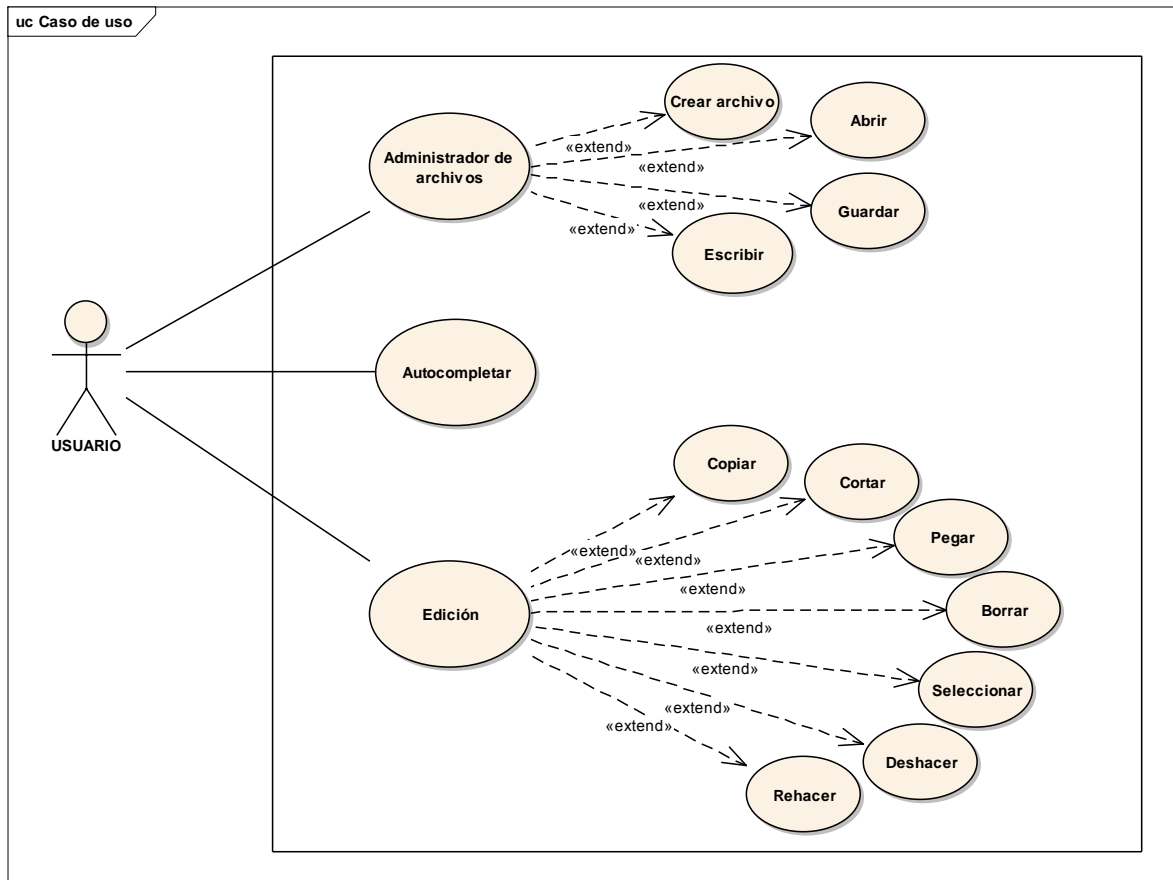 uc Caso de uso
Crear archivo
Abrir
Administrador de
archivos
«extend»
«extend»
«extend»
Guardar
«extend»
Escribir
Autocompletar
USUARIO
Copiar
Cortar
Pegar
«extend»
«extend»
«extend»
Edición
Borrar
«extend»
«extend»
Seleccionar
«extend»
«extend»
Deshacer
Rehacer